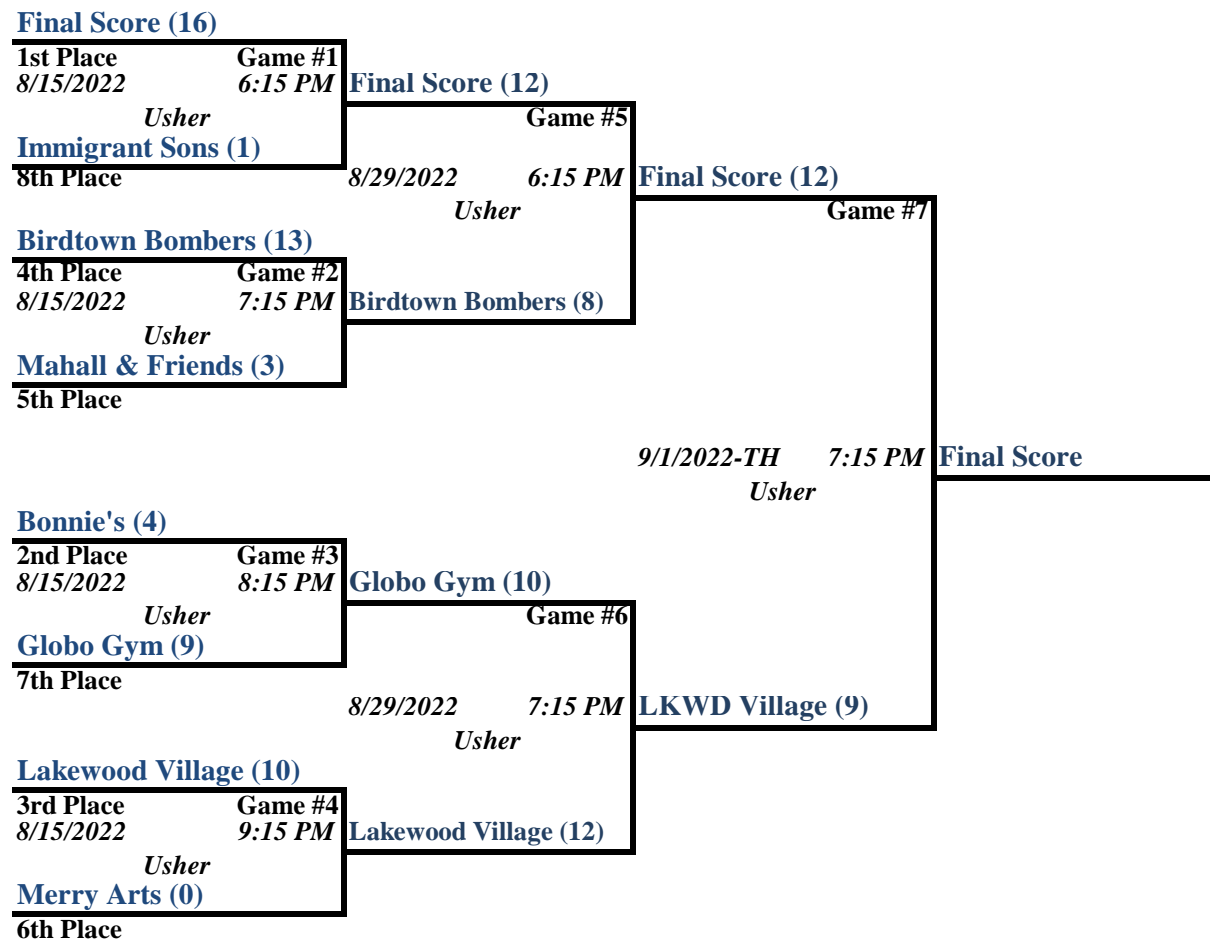 Final Score (16)
1st Place Game #1
8/15/2022 6:15 PM
Usher
Immigrant Sons (1)
8th Place
Final Score (12)
Game #5
8/29/2022 6:15 PM
Usher
Birdtown Bombers (13)
4th Place Game #2
8/15/2022 7:15 PM
Usher
Mahall & Friends (3)
5th Place
Birdtown Bombers (8)
Final Score (12)
Game #7
9/1/2022-TH 7:15 PM
Usher
Final Score
Bonnie's (4)
2nd Place Game #3
8/15/2022 8:15 PM
Usher
Globo Gym (9)
7th Place
Globo Gym (10)
Game #6
8/29/2022 7:15 PM
Usher
LKWD Village (9)
Lakewood Village (10)
3rd Place Game #4
8/15/2022 9:15 PM
Usher
Merry Arts (0)
6th Place
Lakewood Village (12)